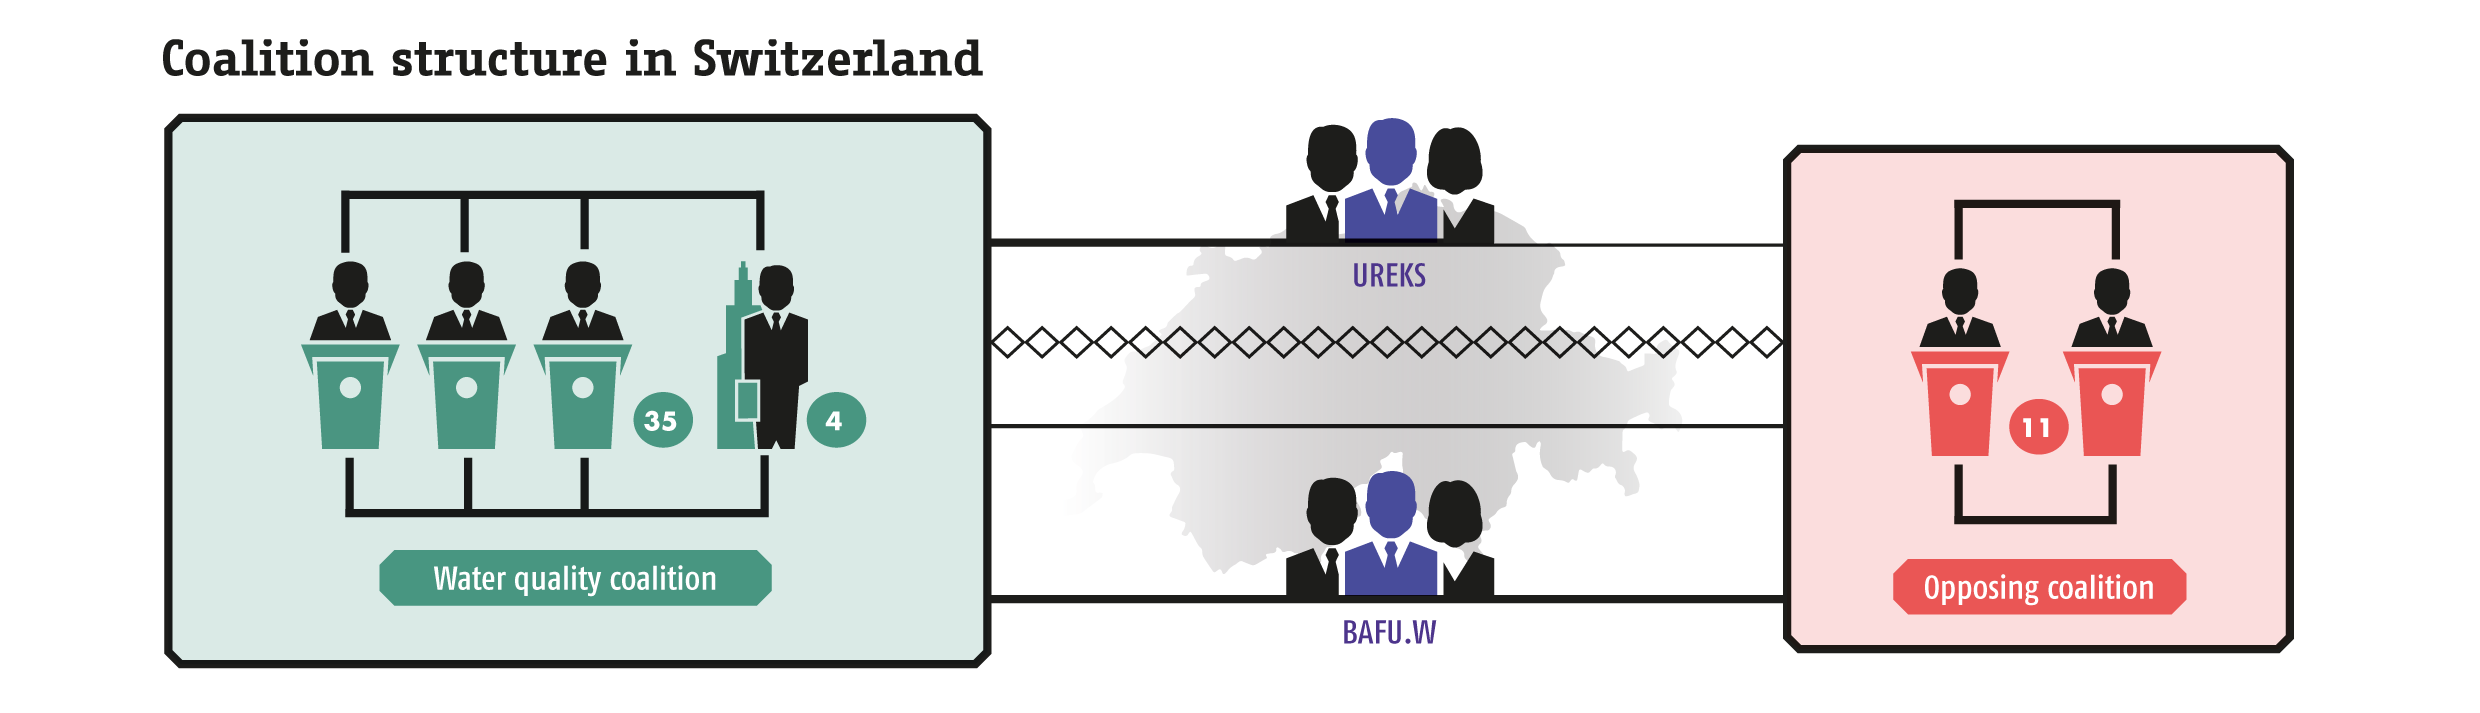 Coalition structure in Switzerland
35
4
Water quality coalition
UREKS
BAFU.W
11
Opposing coalition